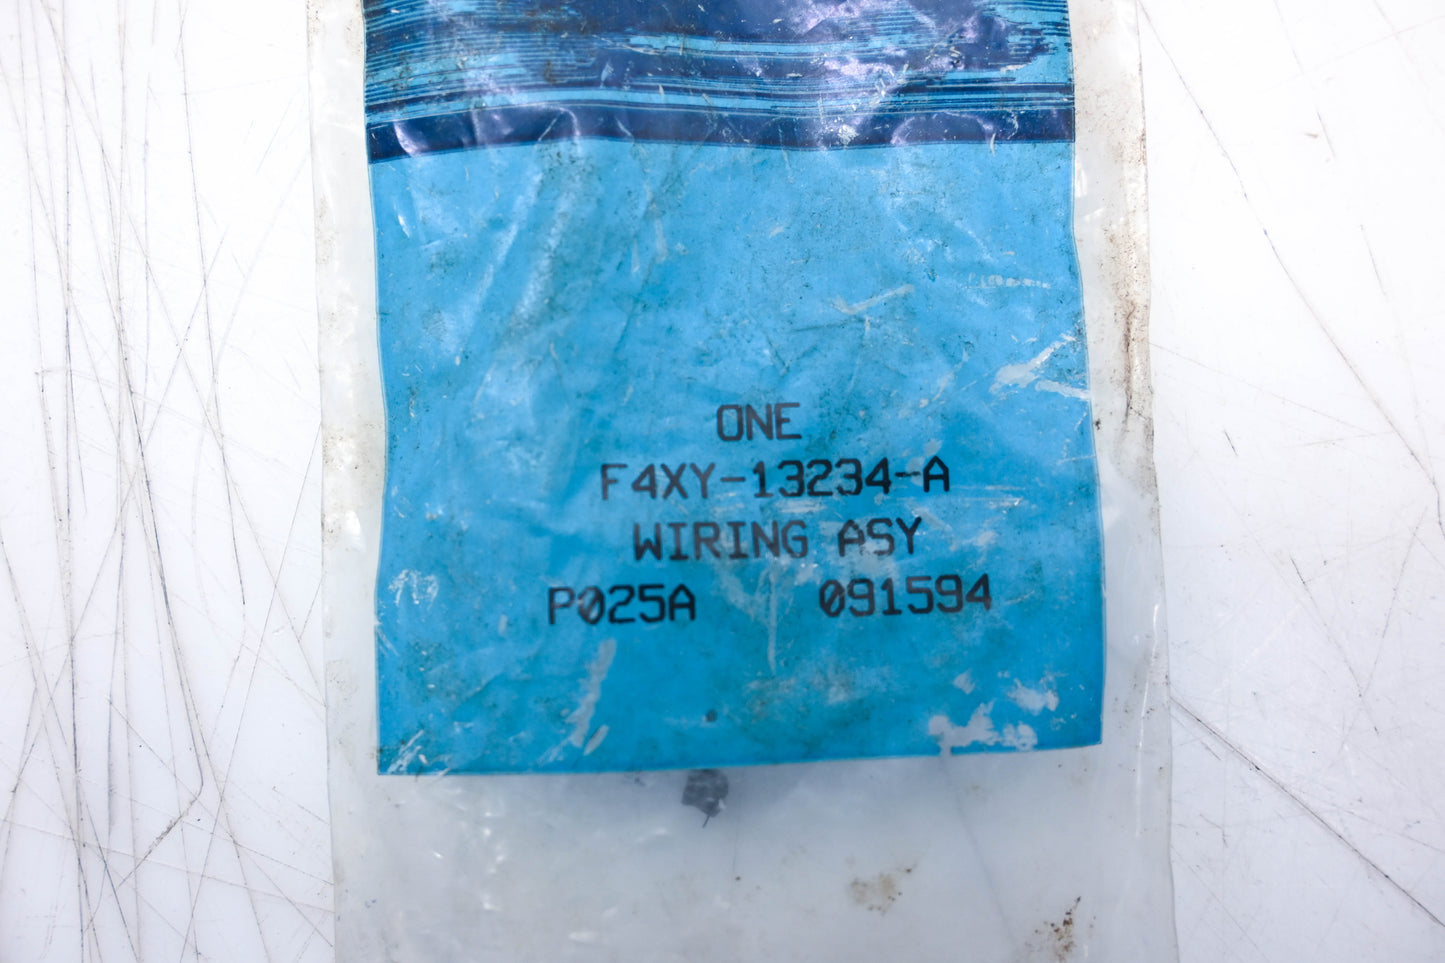 ONE
F4XY-13234-A
WIRING ASY
P025A 091594